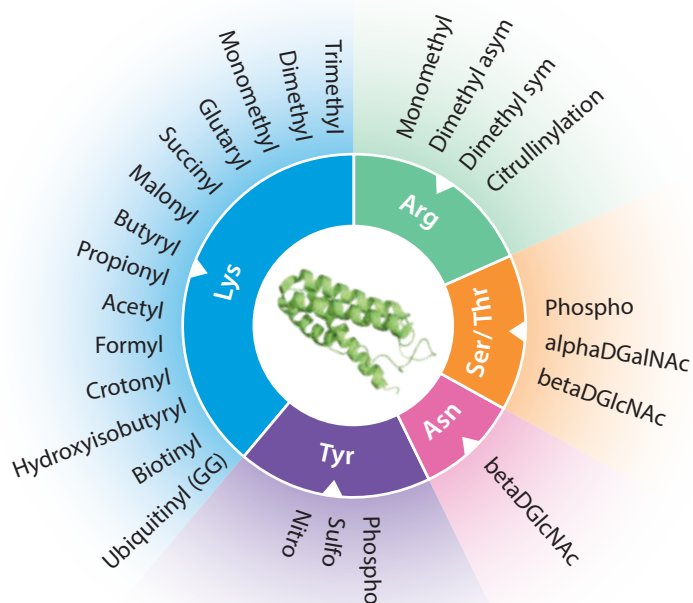 Trimethyl
Dimethyl
Monomethyl
Glutaryl
Succinyl
Malonyl
Butyryl
Propionyl
Acetyl
Formyl
Crotonyl
Hydroxyisobutyryl
Biotinyl
Ubiquitinyl (GG)
Lys
Monomethyl
Dimethyl asym
Dimethyl sym
Citrullinylation
Arg
Phospho
alphaDGalNAc
betaDGlcNAc
Ser/Thr
betaDGlcNAc
Asn
Phospho
Sulfo
Nitro
Tyr